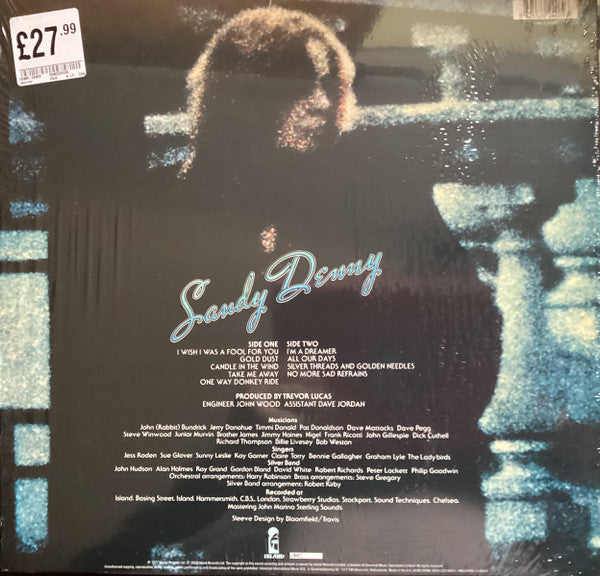 £27.99
Sandy Denny
SIDE ONE SIDE TWO
I WISH I WAS A FOOL FOR YOU I'M A DREAMER
GOLD DUST ALL OUR DAYS
CANDLE IN THE WIND SILVER THREADS AND GOLDEN NEEDLES
TAKE ME AWAY NO MORE SAD REFRAINS
ONE WAY DONKEY RIDE
PRODUCED BY TREVOR LUCAS
ENGINEER JOHN WOOD ASSISTANT DAVE JORDAN
Musicians
John (Rabbit) Bundrick Jerry Donahue Timmi Donald Pat Donaldson Dave Mattacks Dave Pegg
Steve Winwood Junior Murvin Brother James Jimmy Haines Nigel Frank Ricotti John Gillespie Dick Cuthell
Richard Thompson Billie Livesey Bob Weston
Singers
Jess Roden Sue Glover Sunny Leslie Kay Garner Clare Torry Bennie Gallagher Graham Lyle The Ladybirds
Silver Band
John Hudson Alan Holmes Roy Grand Gordon Bland David White Robert Richards Peter Lockett Philip Goodwin
Orchestral arrangements: Harry Robinson Brass arrangements: Steve Gregory
Silver Band arrangement: Robert Kirby
Recorded at
Island, Basing Street. Island, Hammersmith. C.B.S., London. Strawberry Studios, Stockport. Sound Techniques, Chelsea.
Mastering John Marino Sterling Sounds
Sleeve Design by Bloomfield/Travis
ISLAND
UMC